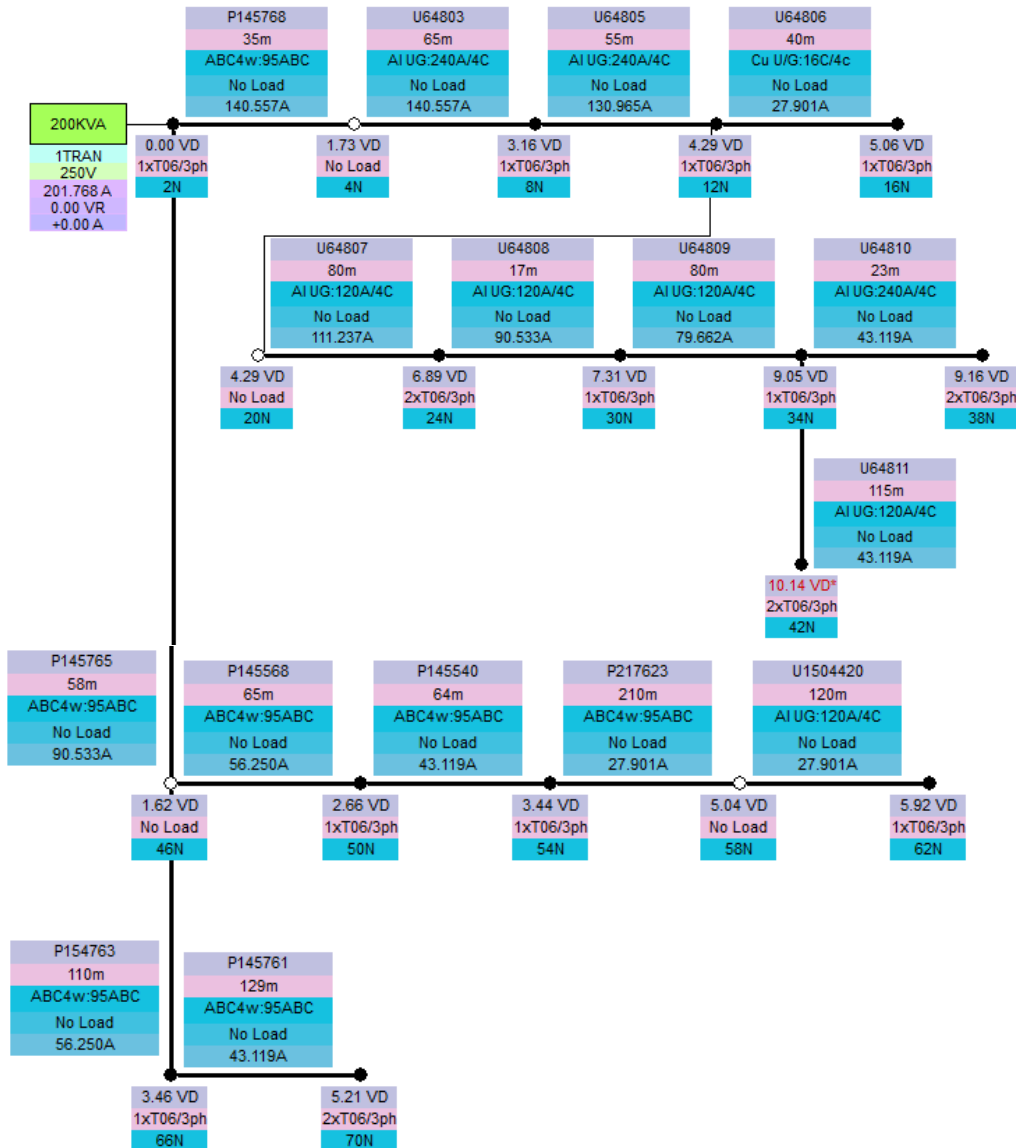 P145768
35m
ABC4w:95ABC
No Load
140.557A
U64803
65m
Al UG:240A/4C
No Load
140.557A
U64805
55m
Al UG:240A/4C
No Load
130.965A
U64806
40m
Cu U/G:16C/4c
No Load
27.901A
200KVA
1TRAN
250V
201.768 A
0.00 VR
+0.00 A
0.00 VD
1xT06/3ph
2N
1.73 VD
No Load
4N
3.16 VD
1xT06/3ph
8N
4.29 VD
1xT06/3ph
12N
5.06 VD
1xT06/3ph
16N
U64807
80m
Al UG:120A/4C
No Load
111.237A
U64808
17m
Al UG:120A/4C
No Load
90.533A
U64809
80m
Al UG:120A/4C
No Load
79.662A
U64810
23m
Al UG:240A/4C
No Load
43.119A
4.29 VD
No Load
20N
6.89 VD
2xT06/3ph
24N
7.31 VD
1xT06/3ph
30N
9.05 VD
1xT06/3ph
34N
9.16 VD
2xT06/3ph
38N
U64811
115m
Al UG:120A/4C
No Load
43.119A
10.14 VD*
2xT06/3ph
42N
P145765
58m
ABC4w:95ABC
No Load
90.533A
P145568
65m
ABC4w:95ABC
No Load
56.250A
P145540
64m
ABC4w:95ABC
No Load
43.119A
P217623
210m
ABC4w:95ABC
No Load
27.901A
U1504420
120m
Al UG:120A/4C
No Load
27.901A
1.62 VD
No Load
46N
2.66 VD
1xT06/3ph
50N
3.44 VD
1xT06/3ph
54N
5.04 VD
No Load
58N
5.92 VD
1xT06/3ph
62N
P154763
110m
ABC4w:95ABC
No Load
56.250A
P145761
129m
ABC4w:95ABC
No Load
43.119A
3.46 VD
1xT06/3ph
66N
5.21 VD
2xT06/3ph
70N